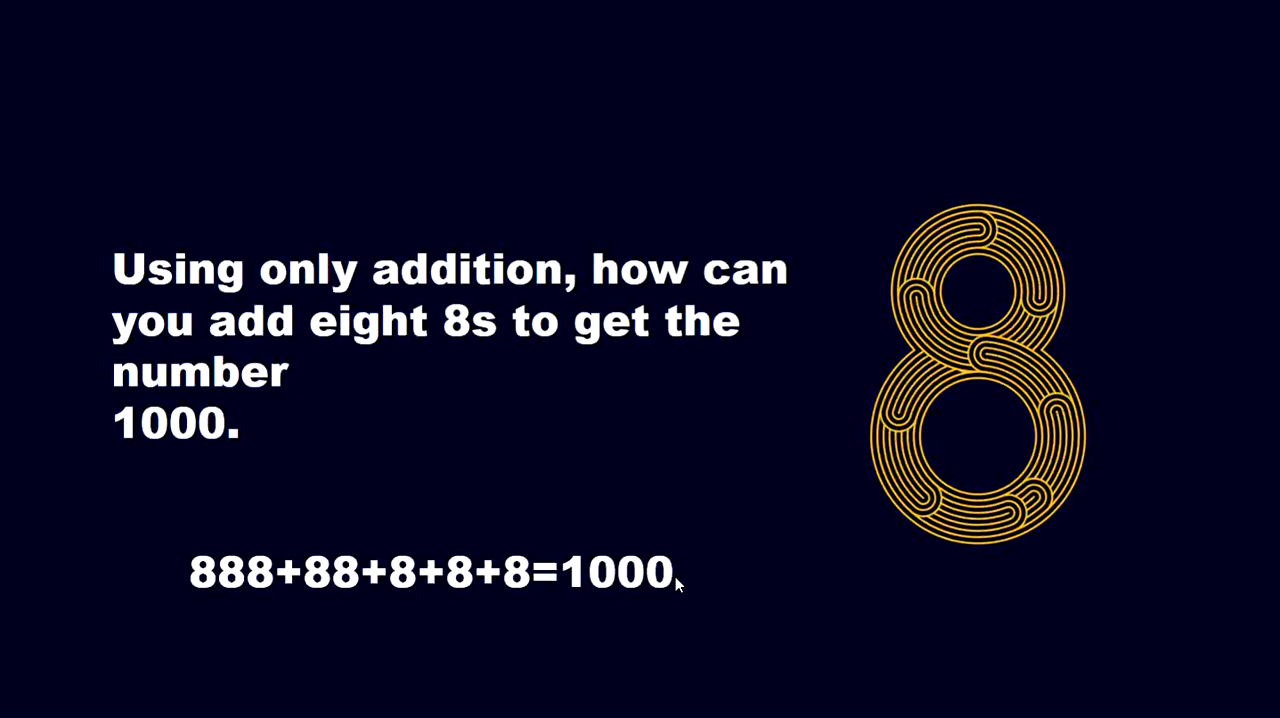 Using only addition, how can
you add eight 8s to get the
number
1000.
8
888+88+8+8+8=1000